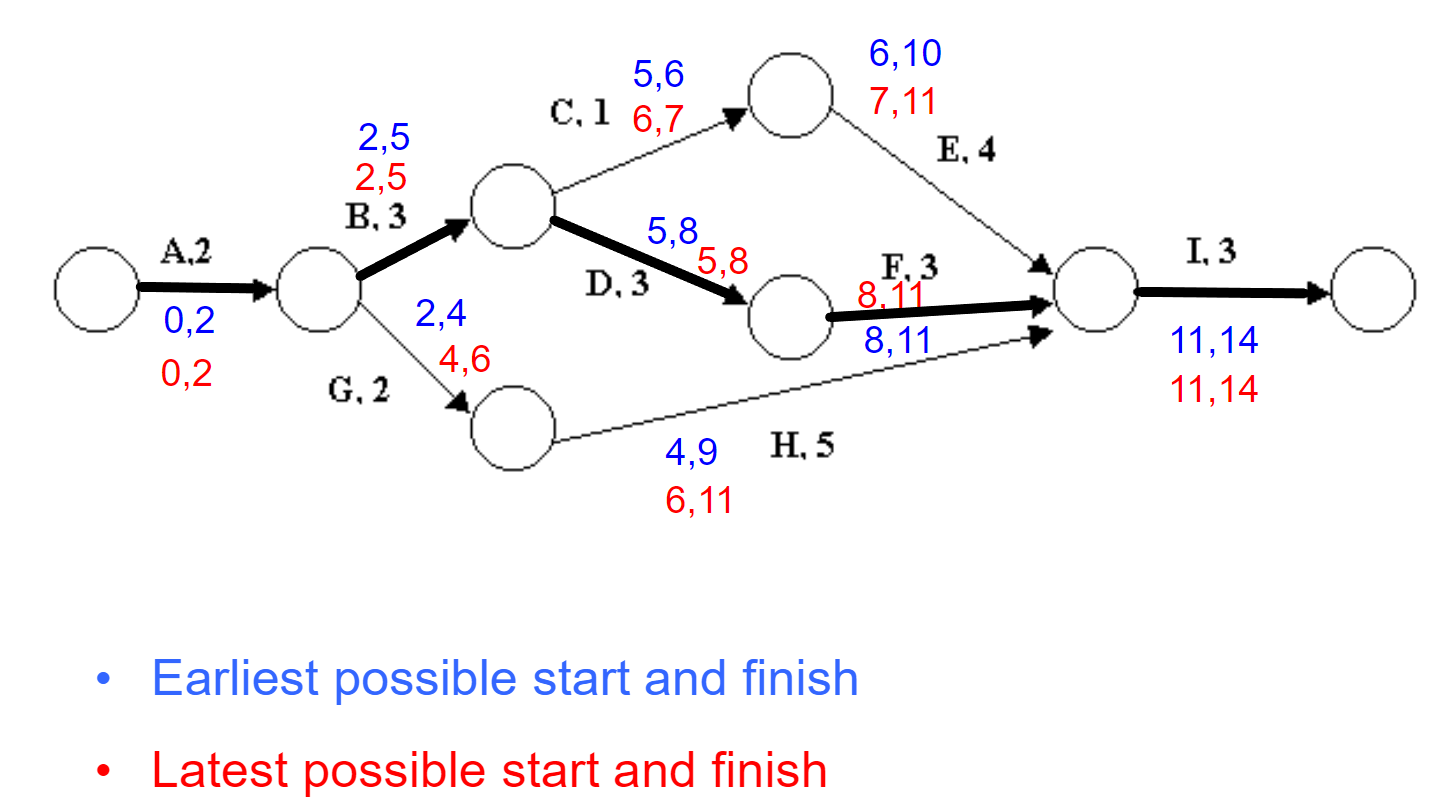 6,10
7,11
5,6
6,7
C, 1
E, 4
2,5
2,5
B, 3
A,2
0,2
0,2
5,8
5,8
D, 3
F, 3
8,11
8,11
I, 3
11,14
11,14
2,4
4,6
G, 2
H, 5
4,9
6,11
• Earliest possible start and finish
• Latest possible start and finish